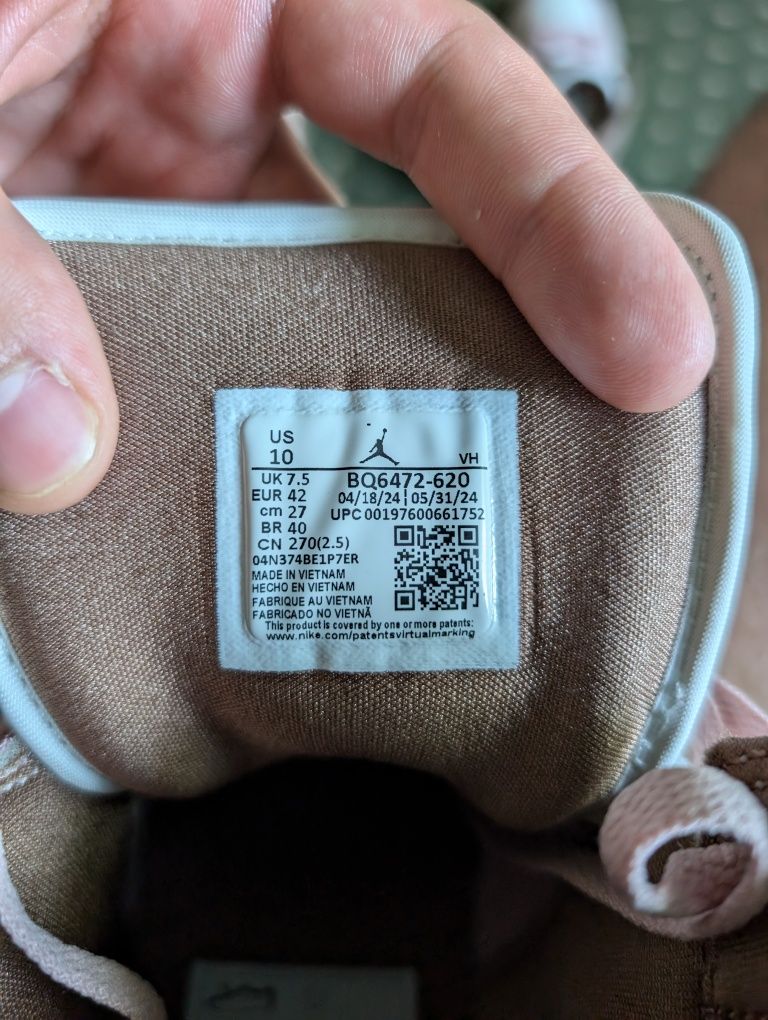 US
10
VH
UK 7.5
EUR 42
cm 27
BR 40
CN 270(2.5)
BQ6472-620
04/18/24 | 05/31/24
UPC 00197600661752
04N374BE1P7ER
MADE IN VIETNAM
HECHO EN VIETNAM
FABRIQUE AU VIETNAM
FABRICADO NO VIETNÃ
This product is covered by one or more patents:
www.nike.com/patentsvirtualmarking